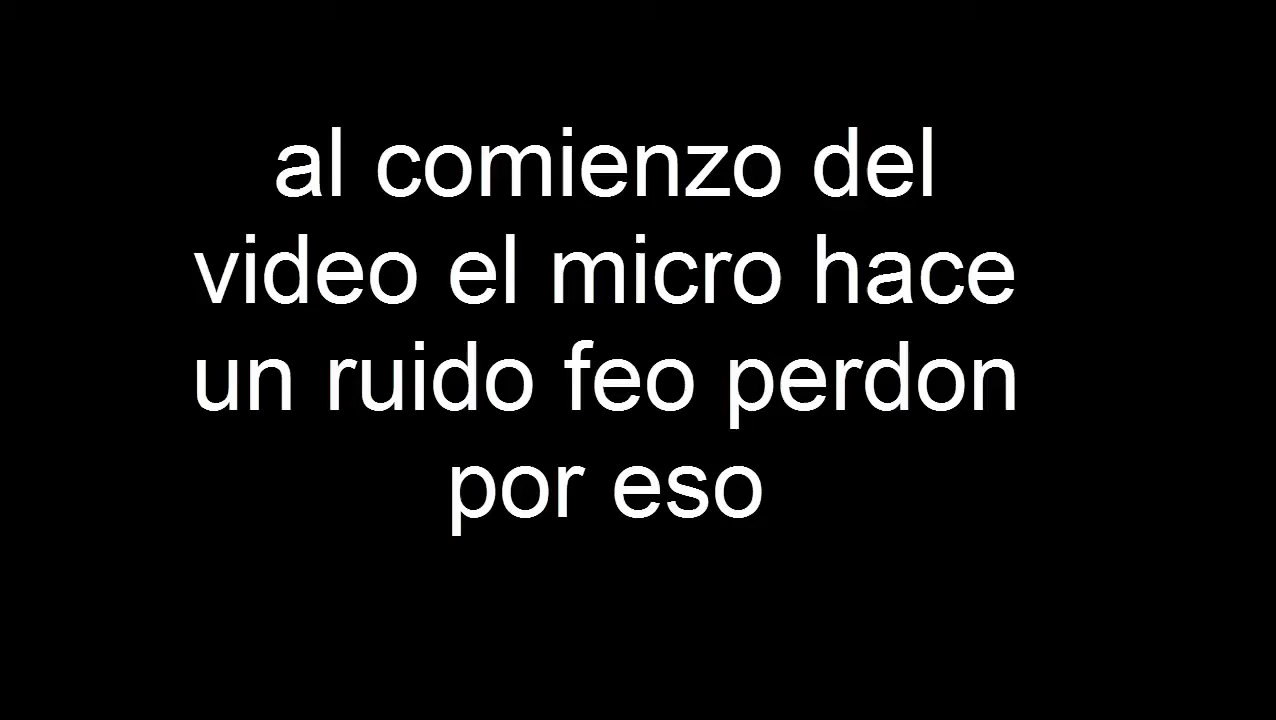 al comienzo del
video el micro hace
un ruido feo perdon
por eso